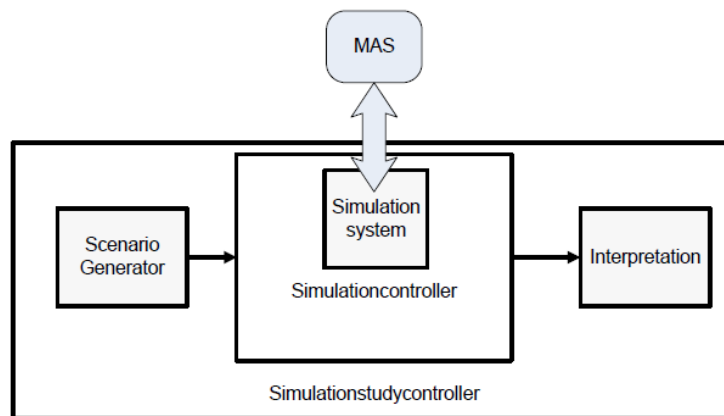 MAS
Scenario
Generator
Simulation
system
Simulationcontroller
Interpretation
Simulationstudycontroller